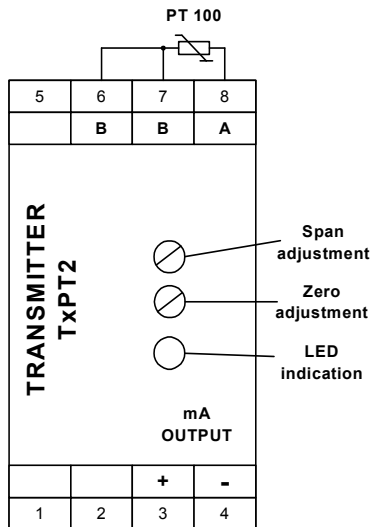 PT 100
5 6 7 8
B B A
TRANSMITTER
TxPT2
Span
adjustment
Zero
adjustment
LED
indication
mA
OUTPUT
+ -
1 2 3 4